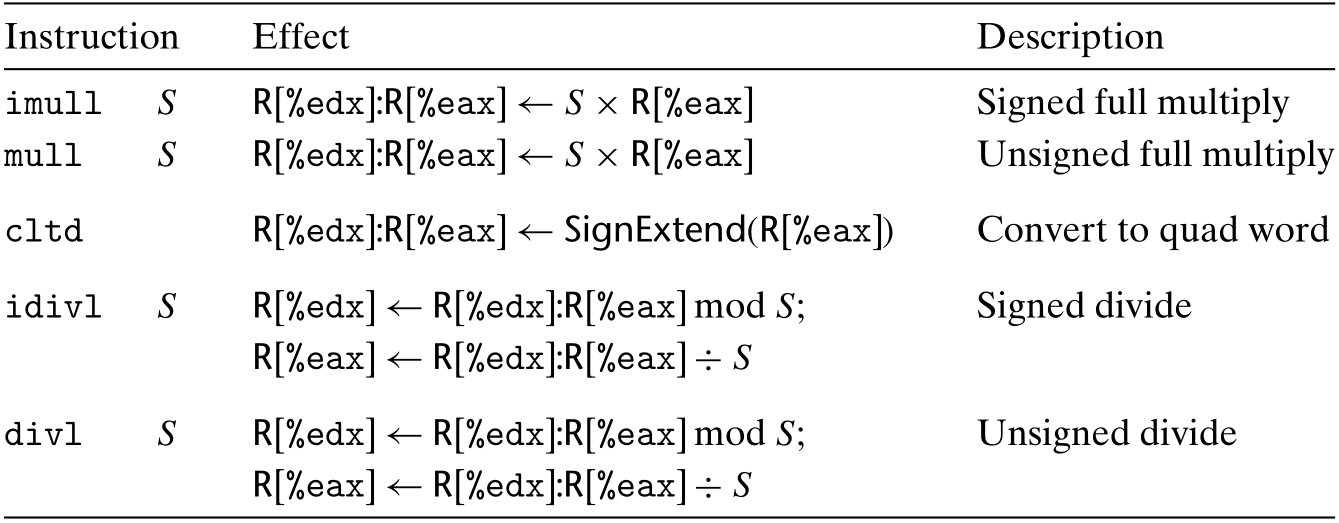 Instruction Effect Description
imull S R[%edx]:R[%eax] ← S × R[%eax] Signed full multiply
mull S R[%edx]:R[%eax] ← S × R[%eax] Unsigned full multiply
cltd R[%edx]:R[%eax] ← SignExtend(R[%eax]) Convert to quad word
idivl S R[%edx] ← R[%edx]:R[%eax] mod S; Signed divide
R[%eax] ← R[%edx]:R[%eax] ÷ S
divl S R[%edx] ← R[%edx]:R[%eax] mod S; Unsigned divide
R[%eax] ← R[%edx]:R[%eax] ÷ S